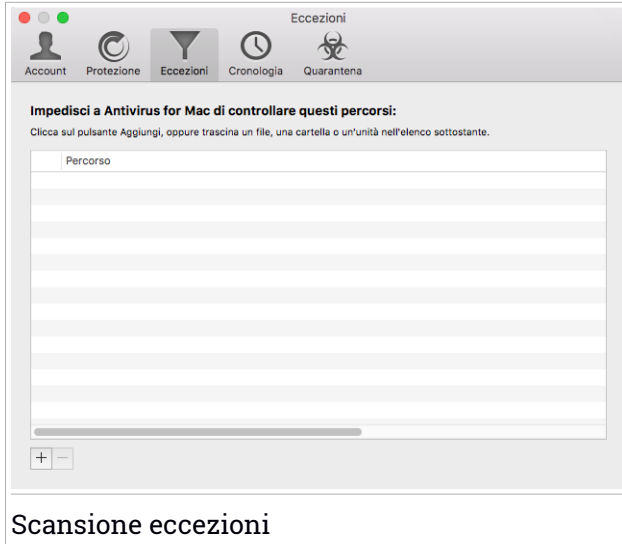 Eccezioni
Account Protezione Eccezioni Cronologia Quarantena
Impedisci a Antivirus for Mac di controllare questi percorsi:
Clicca sul pulsante Aggiungi, oppure trascina un file, una cartella o un'unità nell'elenco sottostante.
Percorso
+ −
Scansione eccezioni